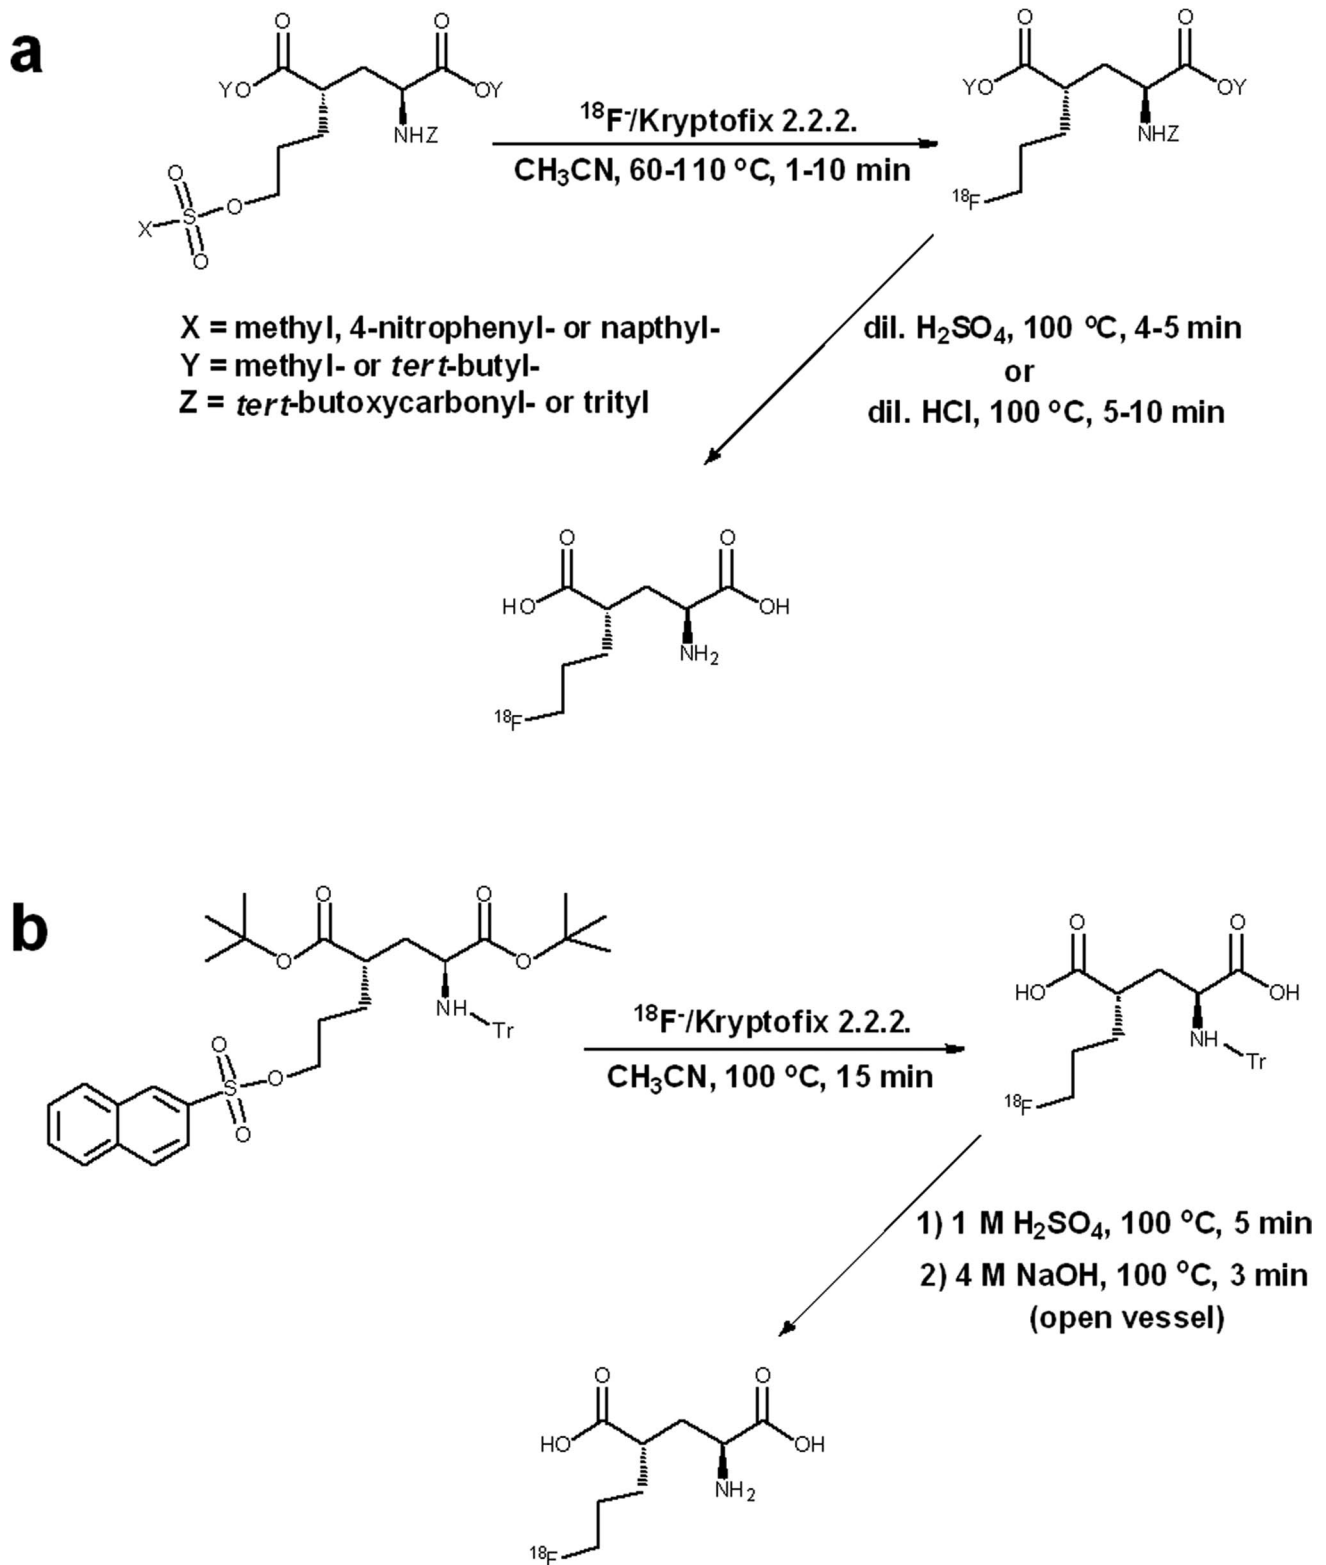 a
O O
YO OY
NHZ
O
X S O
O
¹⁸F⁻/Kryptofix 2.2.2.
CH₃CN, 60-110 °C, 1-10 min
O O
YO OY
NHZ
¹⁸F
X = methyl, 4-nitrophenyl- or napthyl-
Y = methyl- or tert-butyl-
Z = tert-butoxycarbonyl- or trityl
dil. H₂SO₄, 100 °C, 4-5 min
or
dil. HCl, 100 °C, 5-10 min
O O
HO OH
NH₂
¹⁸F
b
O O
O O
NH
Tr
O
S O
O
¹⁸F⁻/Kryptofix 2.2.2.
CH₃CN, 100 °C, 15 min
O O
HO OH
NH
Tr
¹⁸F
1) 1 M H₂SO₄, 100 °C, 5 min
2) 4 M NaOH, 100 °C, 3 min
(open vessel)
O O
HO OH
NH₂
¹⁸F